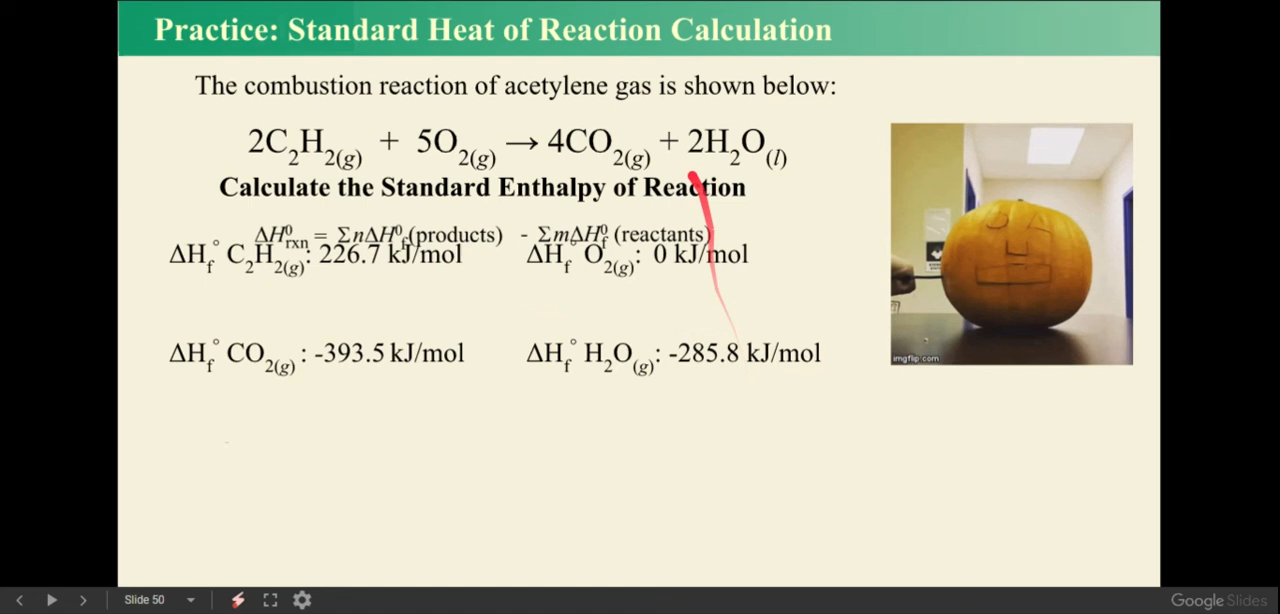 Practice: Standard Heat of Reaction Calculation
The combustion reaction of acetylene gas is shown below:
2C₂H₂(g) + 5O₂(g) → 4CO₂(g) + 2H₂O(l)
Calculate the Standard Enthalpy of Reaction
ΔH⁰rxn = ΣnΔH⁰f(products) - ΣmΔH⁰f (reactants)
ΔHf° C₂H₂(g): 226.7 kJ/mol ΔHf° O₂(g): 0 kJ/mol
ΔHf° CO₂(g) : -393.5 kJ/mol ΔHf° H₂O(g): -285.8 kJ/mol
imgflip.com
Slide 50
Google Slides